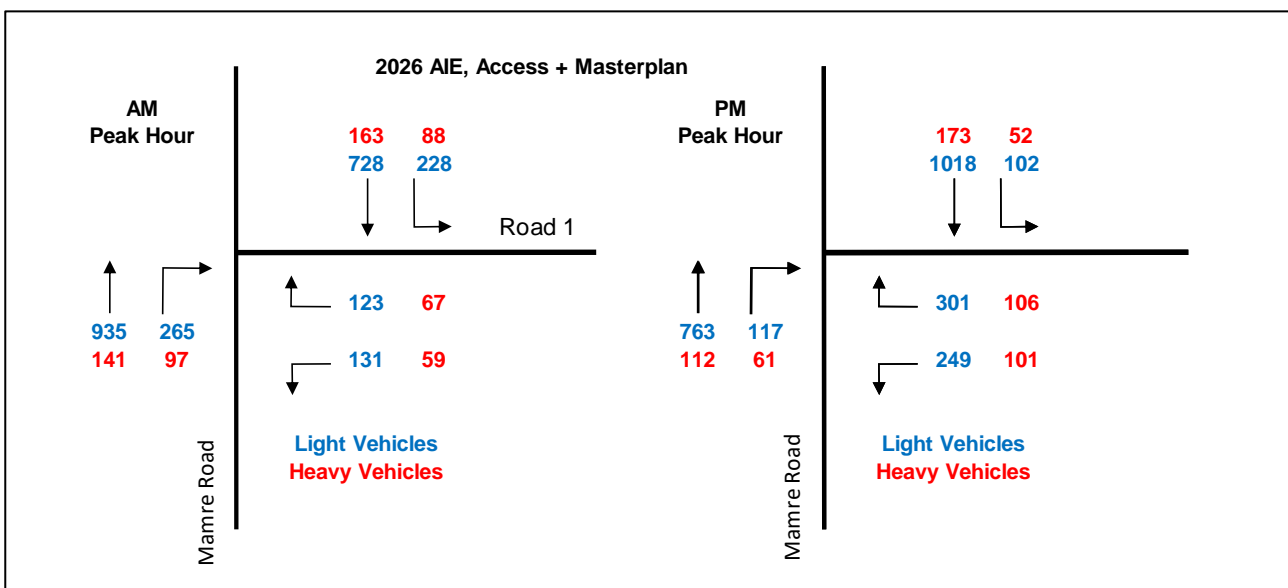 2026 AIE, Access + Masterplan
AM
Peak Hour
163 88
728 228
Road 1
123 67
935 265
141 97
131 59
Light Vehicles
Heavy Vehicles
Mamre Road
PM
Peak Hour
173 52
1018 102
301 106
763 117
112 61
249 101
Light Vehicles
Heavy Vehicles
Mamre Road